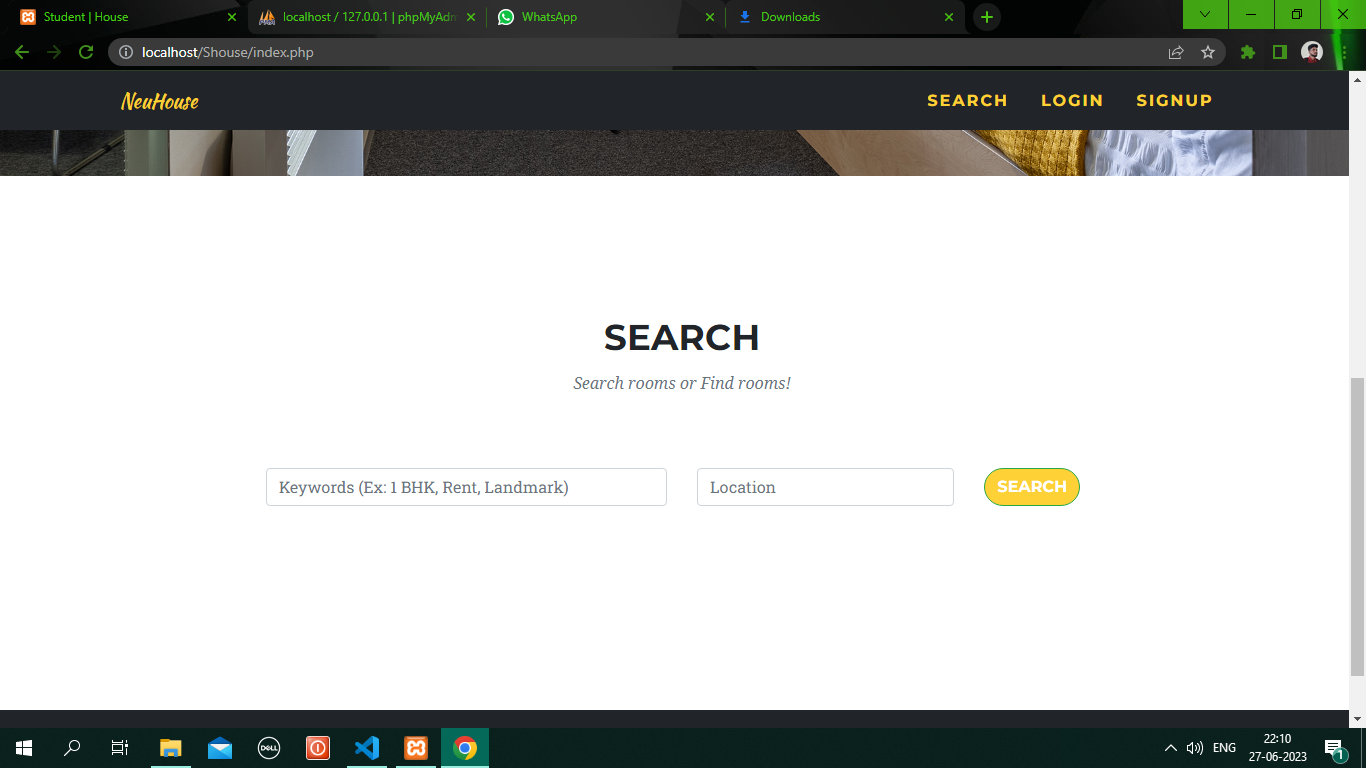 Student | House
localhost / 127.0.0.1 | phpMyAdm
WhatsApp
Downloads
localhost/Shouse/index.php
NeuHouse
SEARCH LOGIN SIGNUP
SEARCH
Search rooms or Find rooms!
Keywords (Ex: 1 BHK, Rent, Landmark)
Location
SEARCH
DELL
ENG
22:10
27-06-2023
1